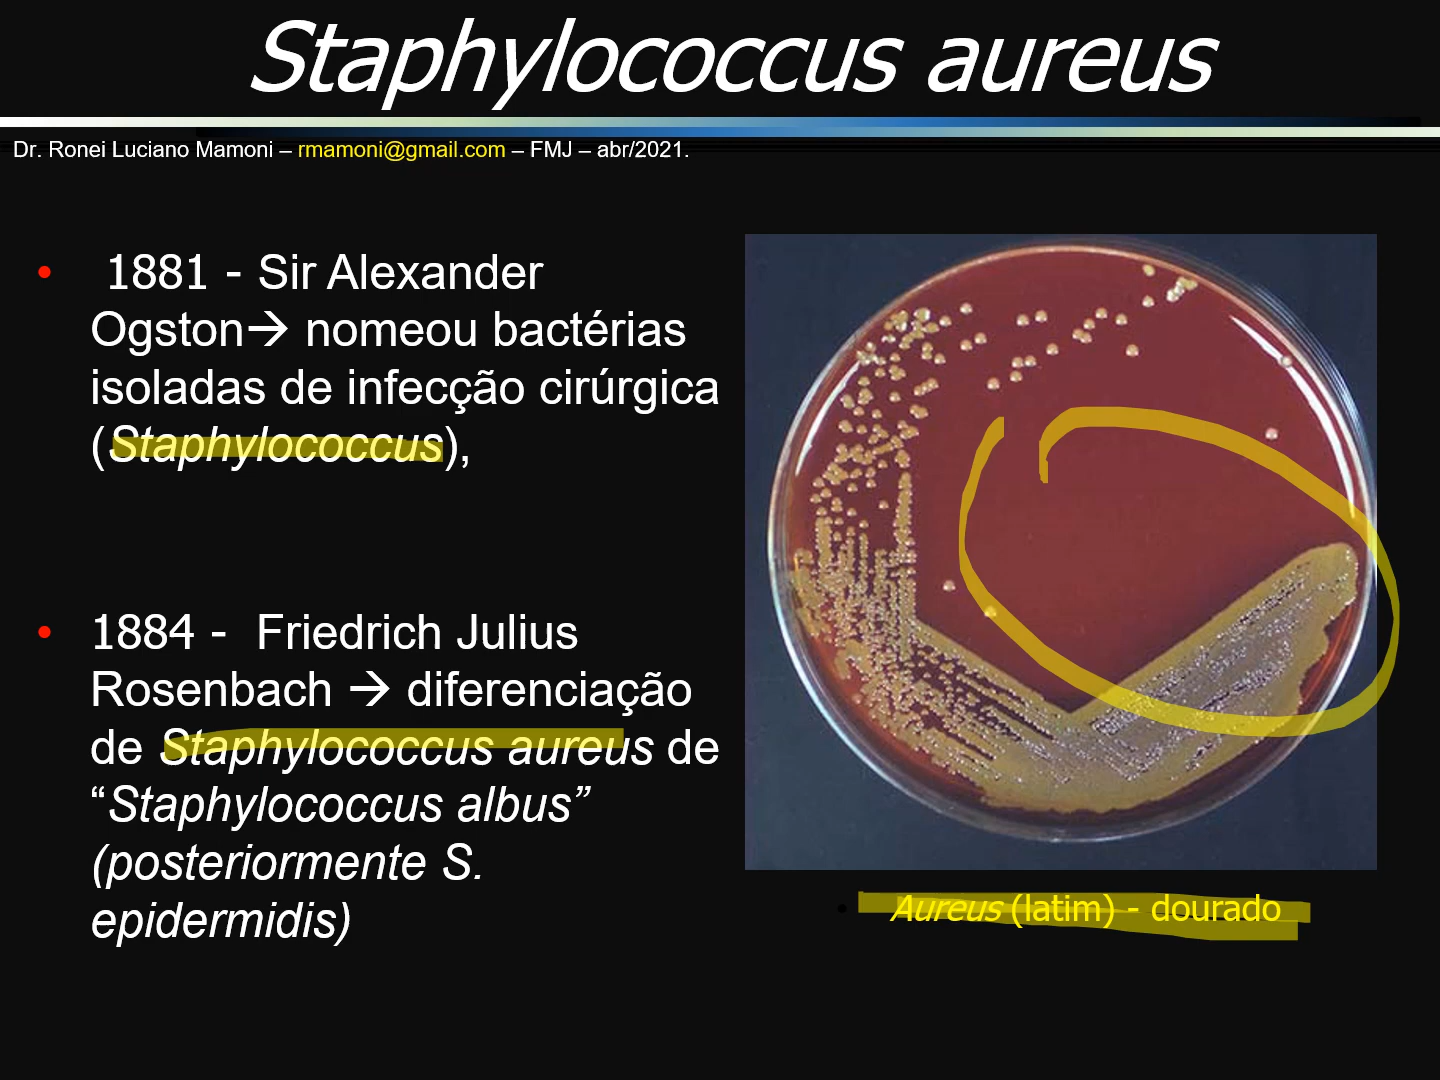 Staphylococcus aureus
Dr. Ronei Luciano Mamoni – rmamoni@gmail.com – FMJ – abr/2021.
• 1881 - Sir Alexander
Ogston→ nomeou bactérias
isoladas de infecção cirúrgica
(Staphylococcus),
• 1884 - Friedrich Julius
Rosenbach → diferenciação
de Staphylococcus aureus de
“Staphylococcus albus”
(posteriormente S.
epidermidis)
• Aureus (latim) - dourado